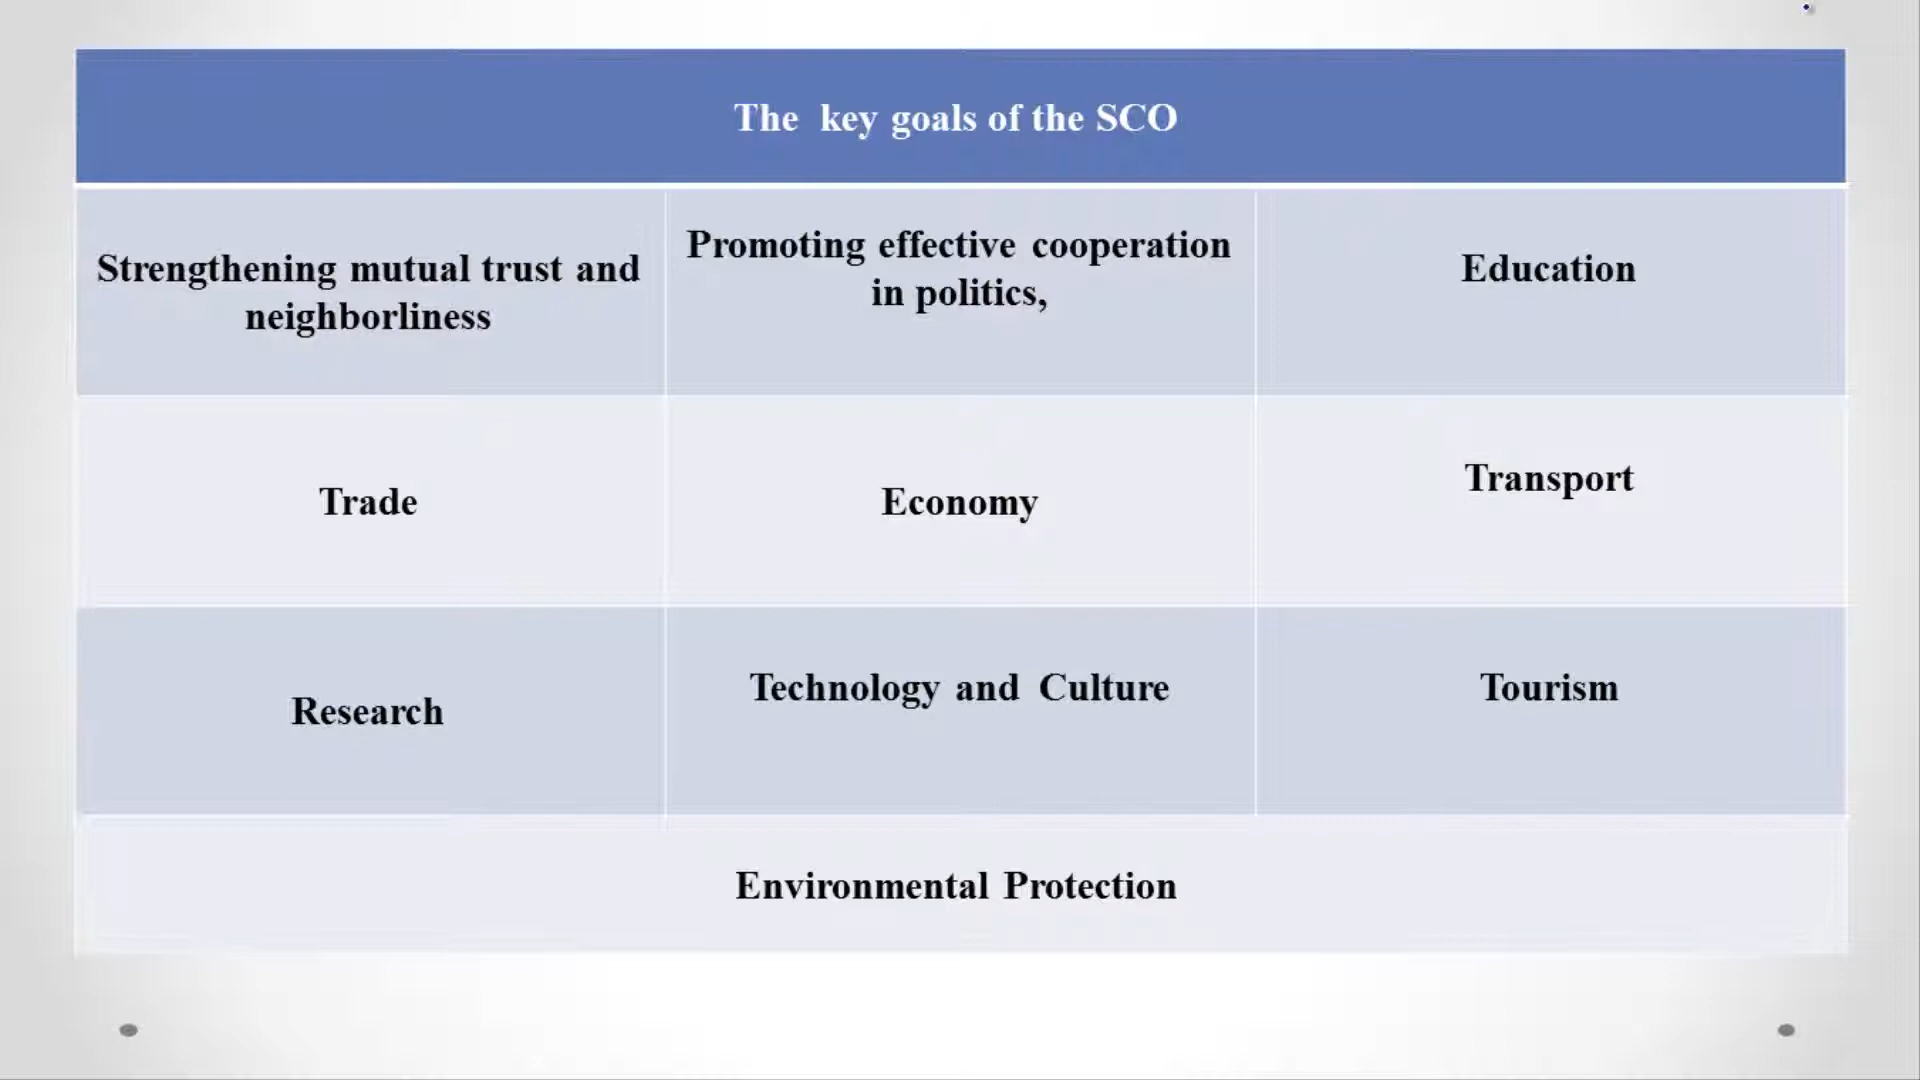 The key goals of the SCO
Strengthening mutual trust and
neighborliness
Promoting effective cooperation
in politics,
Education
Trade
Economy
Transport
Research
Technology and Culture
Tourism
Environmental Protection